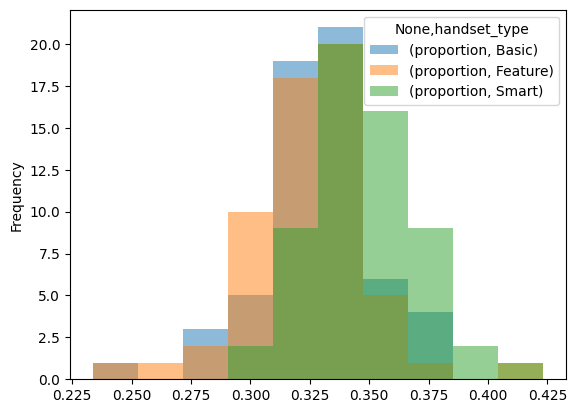 None,handset_type
(proportion, Basic)
(proportion, Feature)
(proportion, Smart)
Frequency
20.0
17.5
15.0
12.5
10.0
7.5
5.0
2.5
0.0
0.225 0.250 0.275 0.300 0.325 0.350 0.375 0.400 0.425